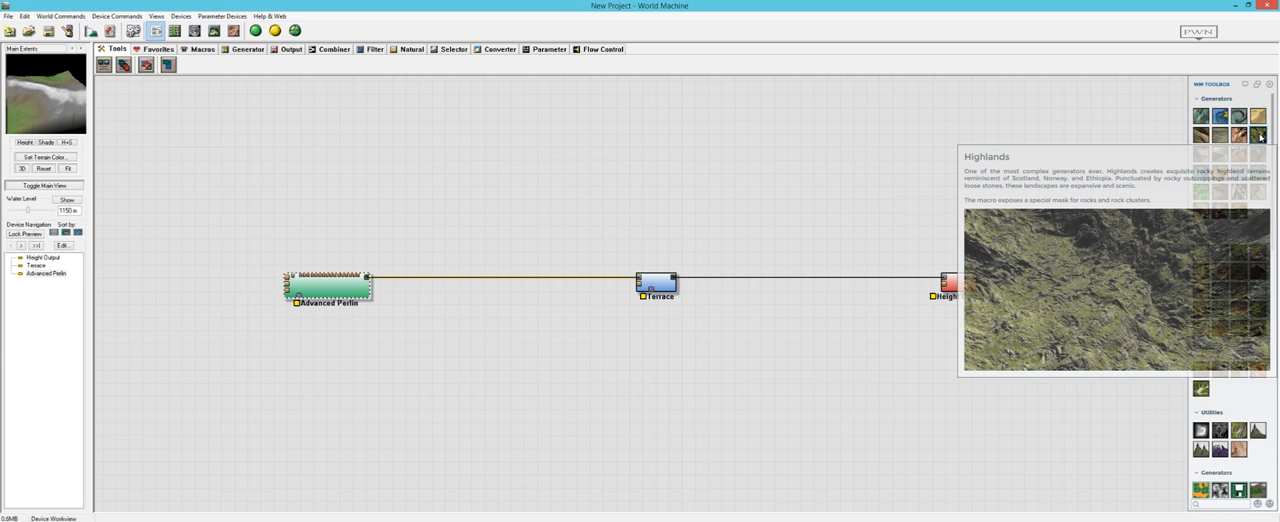 New Project - World Machine
File Edit World Commands Device Commands Views Devices Parameter Devices Help & Web
PWN
Main Extents
Tools Favorites Macros Generator Output Combiner Filter Natural Selector Converter Parameter Flow Control
WM TOOLBOX
Generators
Height Shade H+S
Set Terrain Color...
3D Reset Fit
Toggle Main View
Water Level Show
1150 m
Device Navigation Sort by:
Lock Preview
Edit...
Height Output
Terrace
Advanced Perlin
Advanced Perlin
Terrace
Heigh
Highlands
One of the most complex generators ever, Highlands creates exquisite rocky highland terrains
reminiscent of Scotland, Norway, and Ethiopia. Punctuated by rocky outcroppings and scattered
loose stones, these landscapes are expansive and scenic.
The macro exposes a special mask for rocks and rock clusters.
Utilities
Generators
0.6MB Device Workview